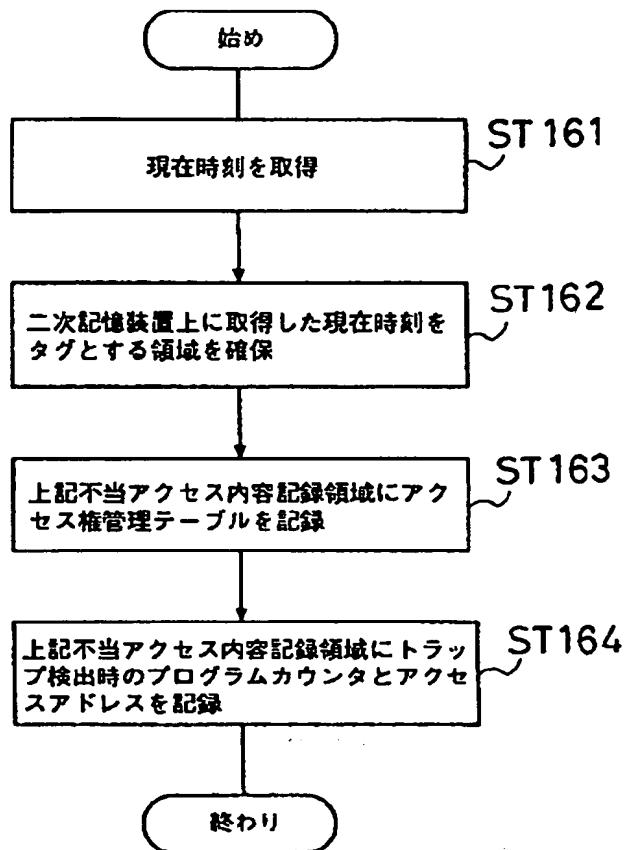 始め
ST 161
現在時刻を取得
ST162
二次記憶装置上に取得した現在時刻を
タグとする領域を確保
ST163
上記不当アクセス内容記録領域にアク
セス権管理テーブルを記録
ST164
上記不当アクセス内容記録領域にトラッ
プ検出時のプログラムカウンタとアクセ
スアドレスを記録
終わり